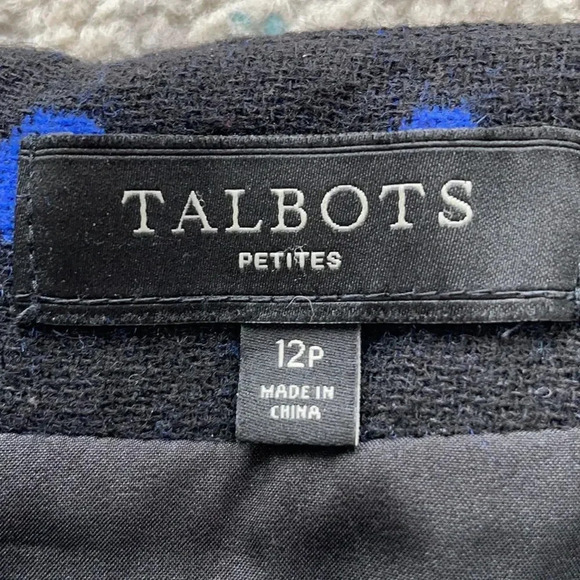 TALBOTS
PETITES
12P
MADE IN
CHINA